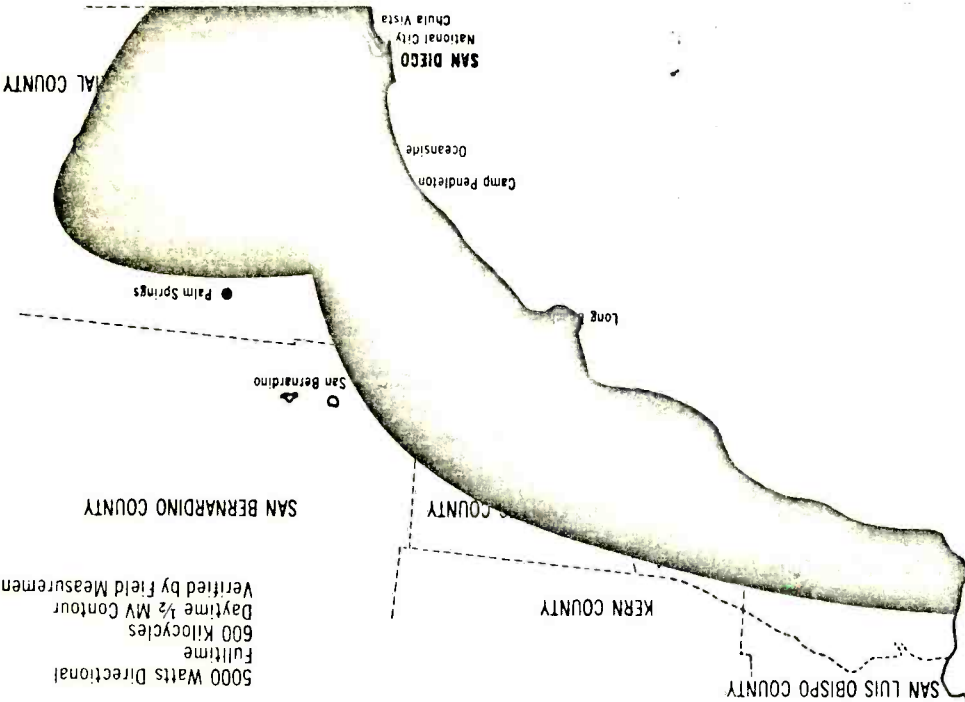 SAN LUIS OBISPO COUNTY
5000 Watts Directional
Fulltime
600 Kilocycles
Daytime ½ MV Contour
Verified by Field Measuremen
KERN COUNTY
COUNTY
SAN BERNARDINO COUNTY
San Bernardino
Long
Palm Springs
Camp Pendleton
Oceanside
IAL COUNTY
SAN DIEGO
National City
Chula Vista